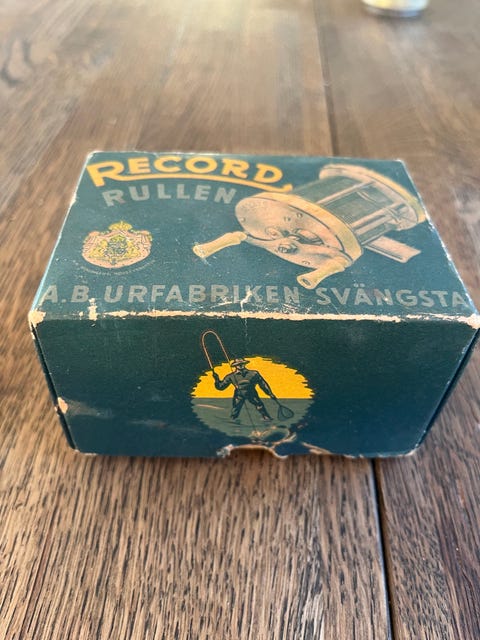 RECORD
RULLEN
A.B. URFABRIKEN SVÄNGSTA